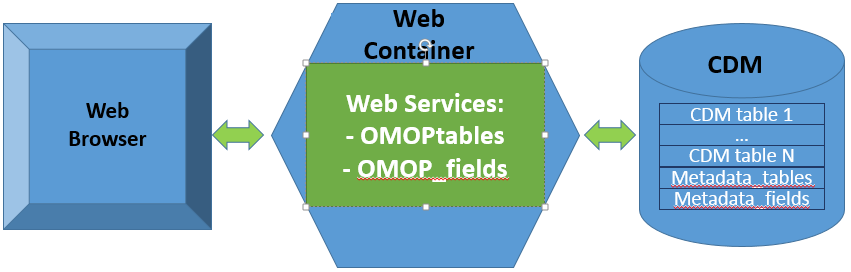 Web
Browser
Web
Container
Web Services:
- OMOPtables
- OMOP_fields
CDM
CDM table 1
...
CDM table N
Metadata_tables
Metadata_fields